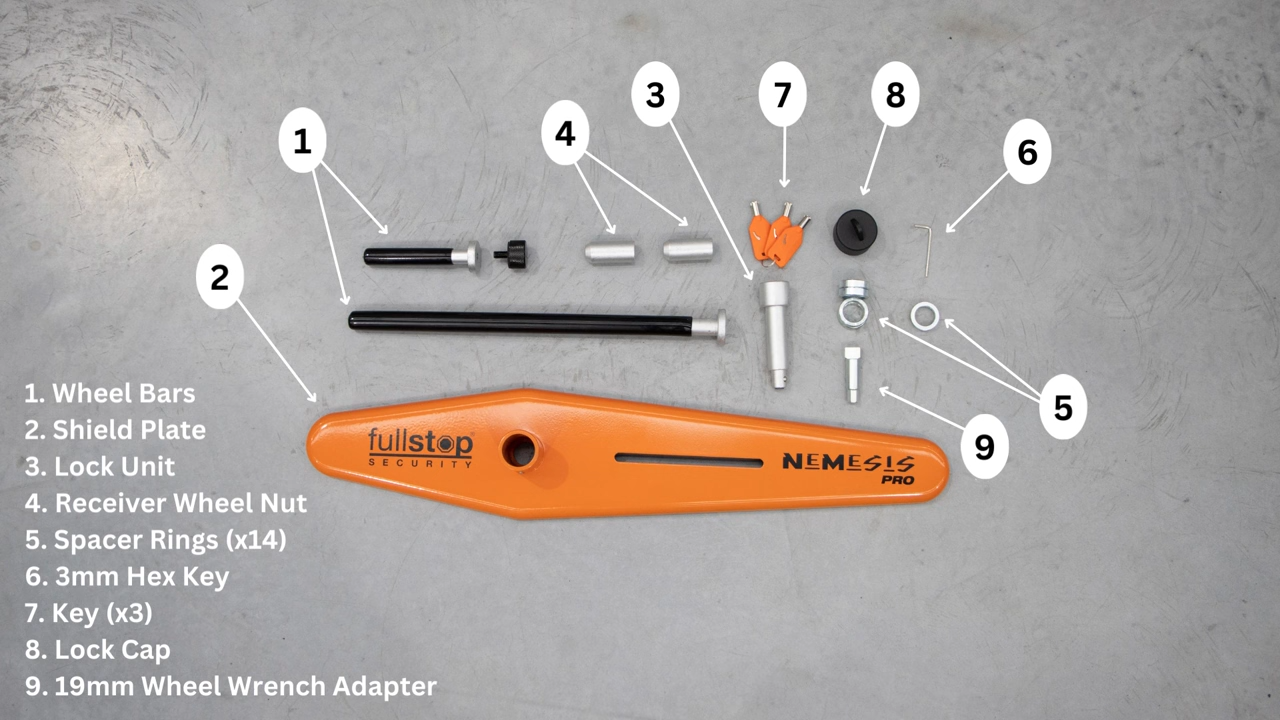 3
7
8
4
1
6
2
5
9
fullstop®
SECURITY
NEMESIS
PRO
1. Wheel Bars
2. Shield Plate
3. Lock Unit
4. Receiver Wheel Nut
5. Spacer Rings (x14)
6. 3mm Hex Key
7. Key (x3)
8. Lock Cap
9. 19mm Wheel Wrench Adapter